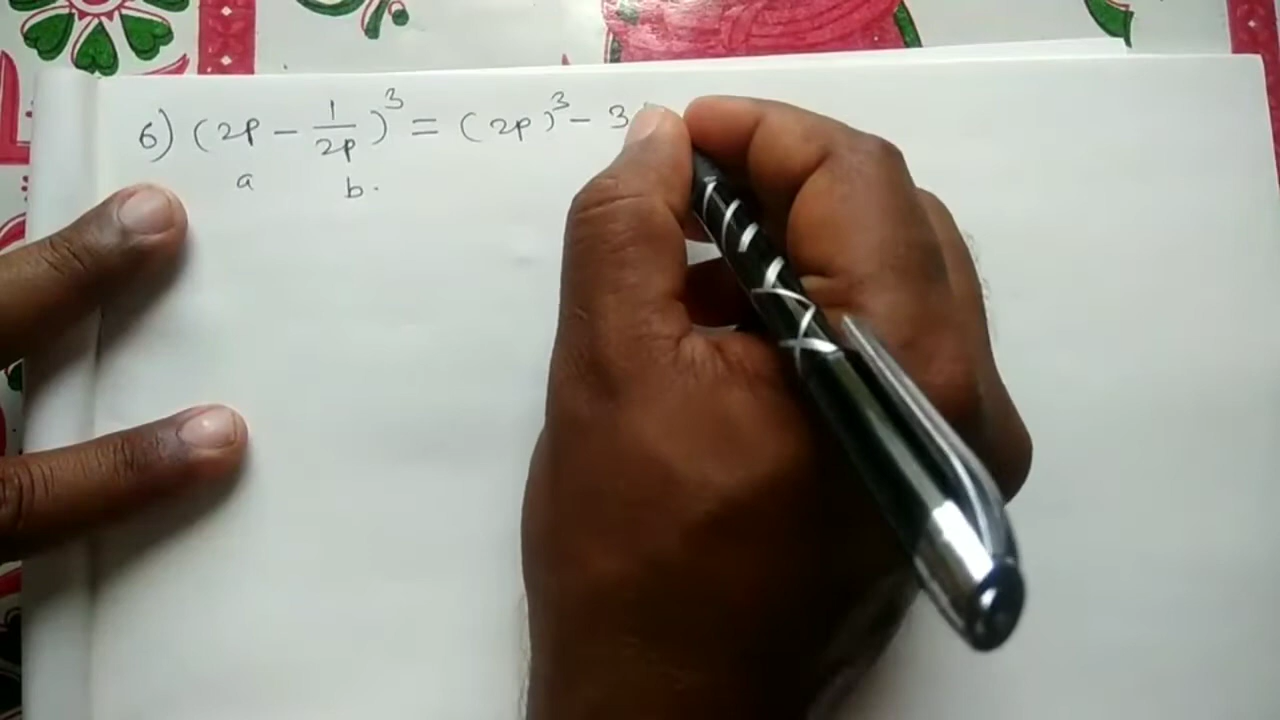 6) (2p - 1/2p)³ = (2p)³ - 3
a b.